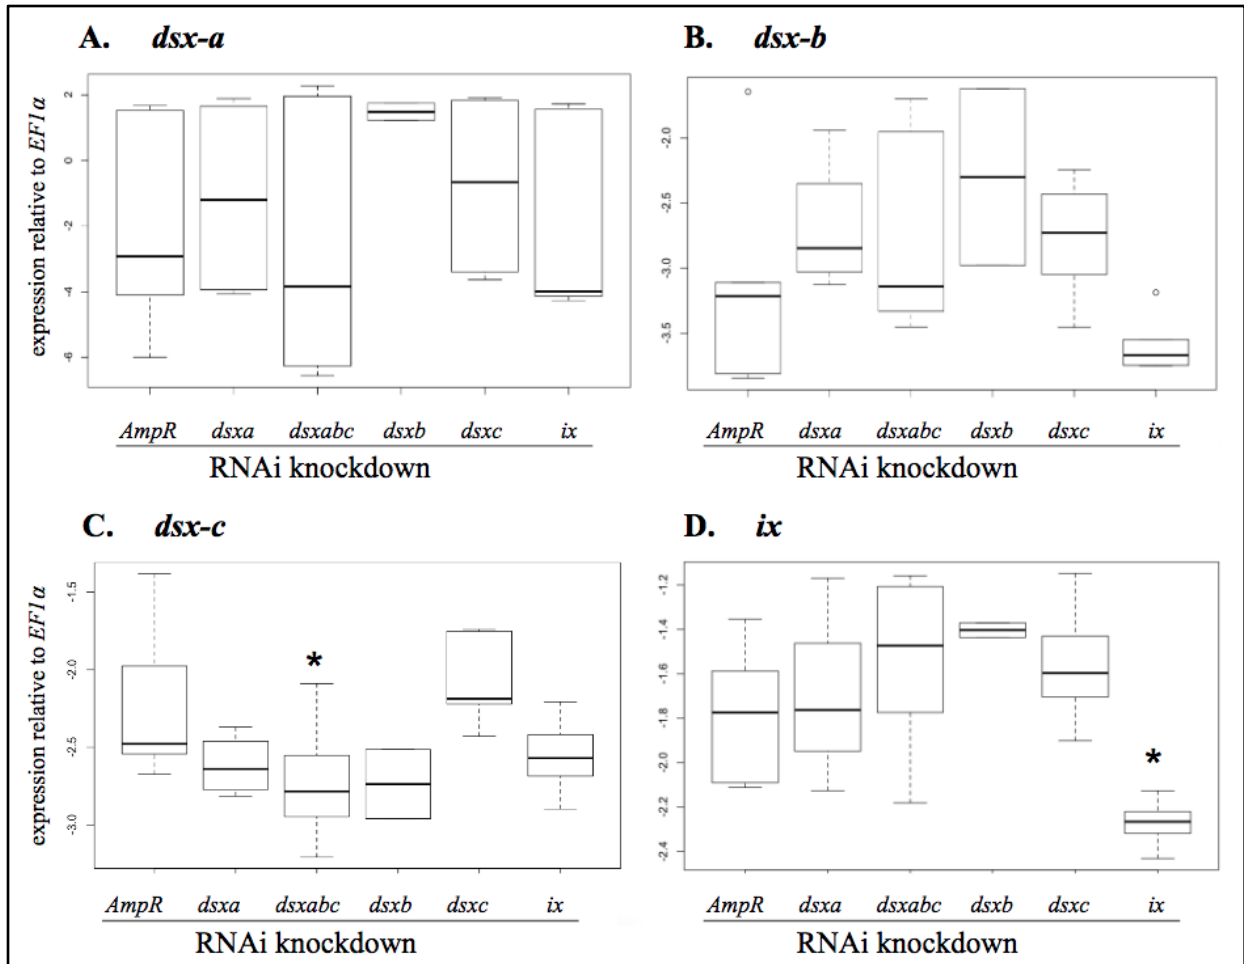 A. dsx-a
B. dsx-b
expression relative to EF1α
2
0
-2
-4
-6
-2.0
-2.5
-3.0
-3.5
AmpR dsxa dsxabc dsxb dsxc ix
RNAi knockdown
AmpR dsxa dsxabc dsxb dsxc ix
RNAi knockdown
C. dsx-c
D. ix
expression relative to EF1α
-1.5
-2.0
-2.5
-3.0
*
-1.2
-1.4
-1.6
-1.8
-2.0
-2.2
-2.4
*
AmpR dsxa dsxabc dsxb dsxc ix
RNAi knockdown
AmpR dsxa dsxabc dsxb dsxc ix
RNAi knockdown